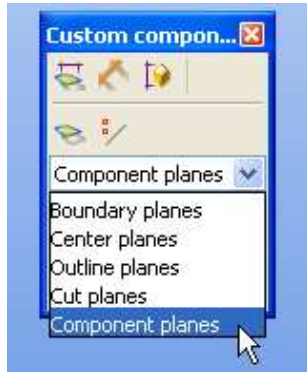 Custom compon...
Component planes
Boundary planes
Center planes
Outline planes
Cut planes
Component planes